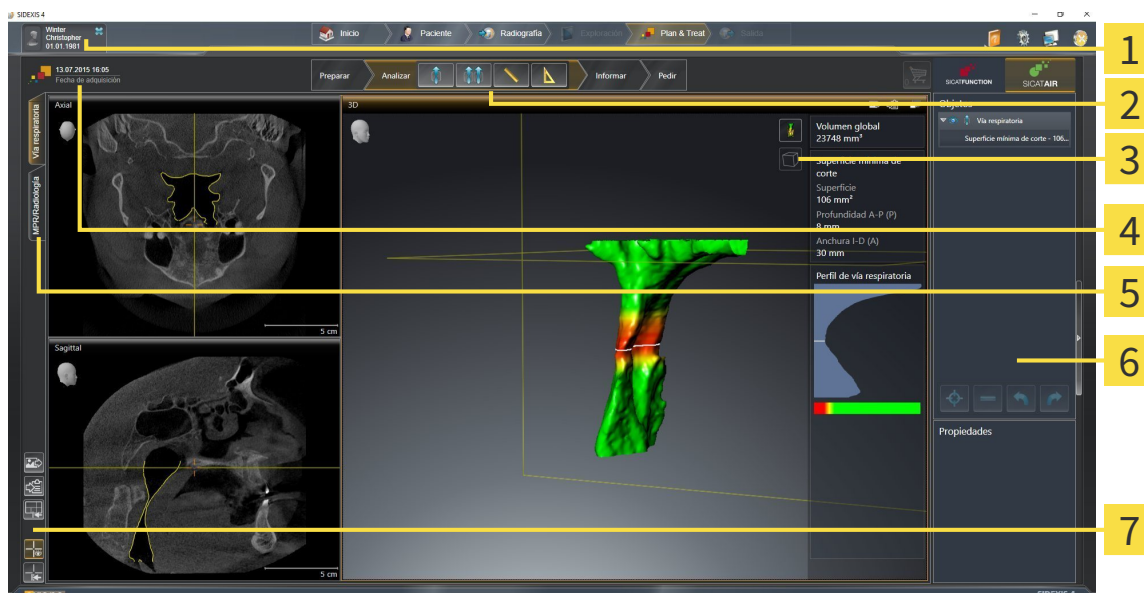 SIDEXIS 4
Winter
Christopher
01.01.1981
Inicio
Paciente
Radiografía
Exploración
Plan & Treat
Salida
13.07.2015 16:05
Fecha de adquisición
Preparar
Analizar
Informar
Pedir
SICATFUNCTION
SICATAIR
Vía respiratoria
MPR/Radiología
Axial
5 cm
Sagittal
5 cm
3D
Volumen global
23748 mm³
Superficie mínima de
corte
Superficie
106 mm²
Profundidad A-P (P)
8 mm
Anchura I-D (A)
30 mm
Perfil de vía respiratoria
Objetos
Vía respiratoria
Superficie mínima de corte - 106...
Propiedades
SIDEXIS 4
1
2
3
4
5
6
7